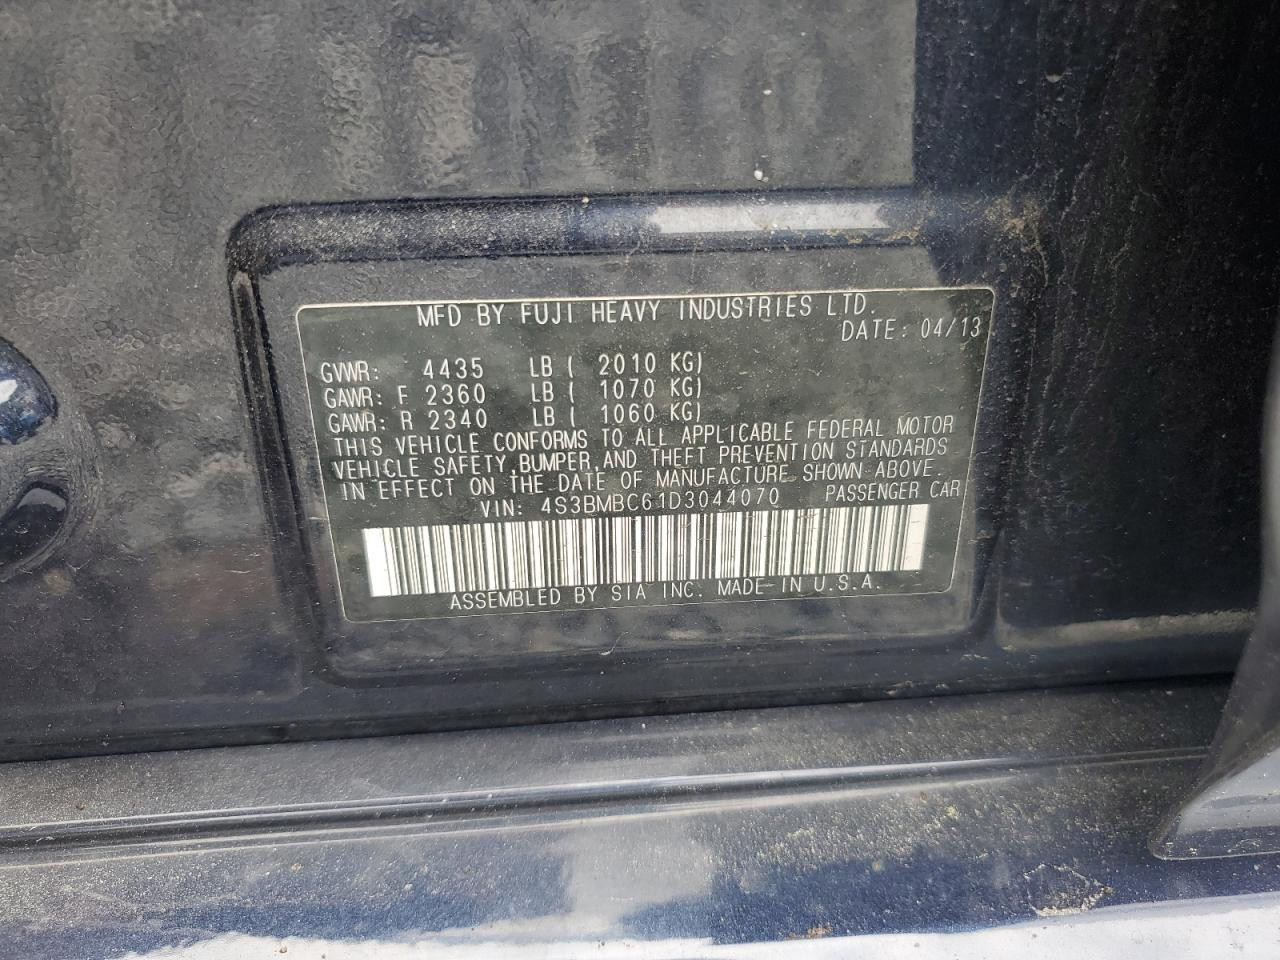 MFD BY FUJI HEAVY INDUSTRIES LTD.
DATE: 04/13
GVWR: 4435 LB ( 2010 KG)
GAWR: F 2360 LB ( 1070 KG)
GAWR: R 2340 LB ( 1060 KG)
THIS VEHICLE CONFORMS TO ALL APPLICABLE FEDERAL MOTOR
VEHICLE SAFETY, BUMPER, AND THEFT PREVENTION STANDARDS
IN EFFECT ON THE DATE OF MANUFACTURE SHOWN ABOVE.
VIN: 4S3BMBC61D3044070 PASSENGER CAR
ASSEMBLED BY SIA INC. MADE-IN U.S.A.